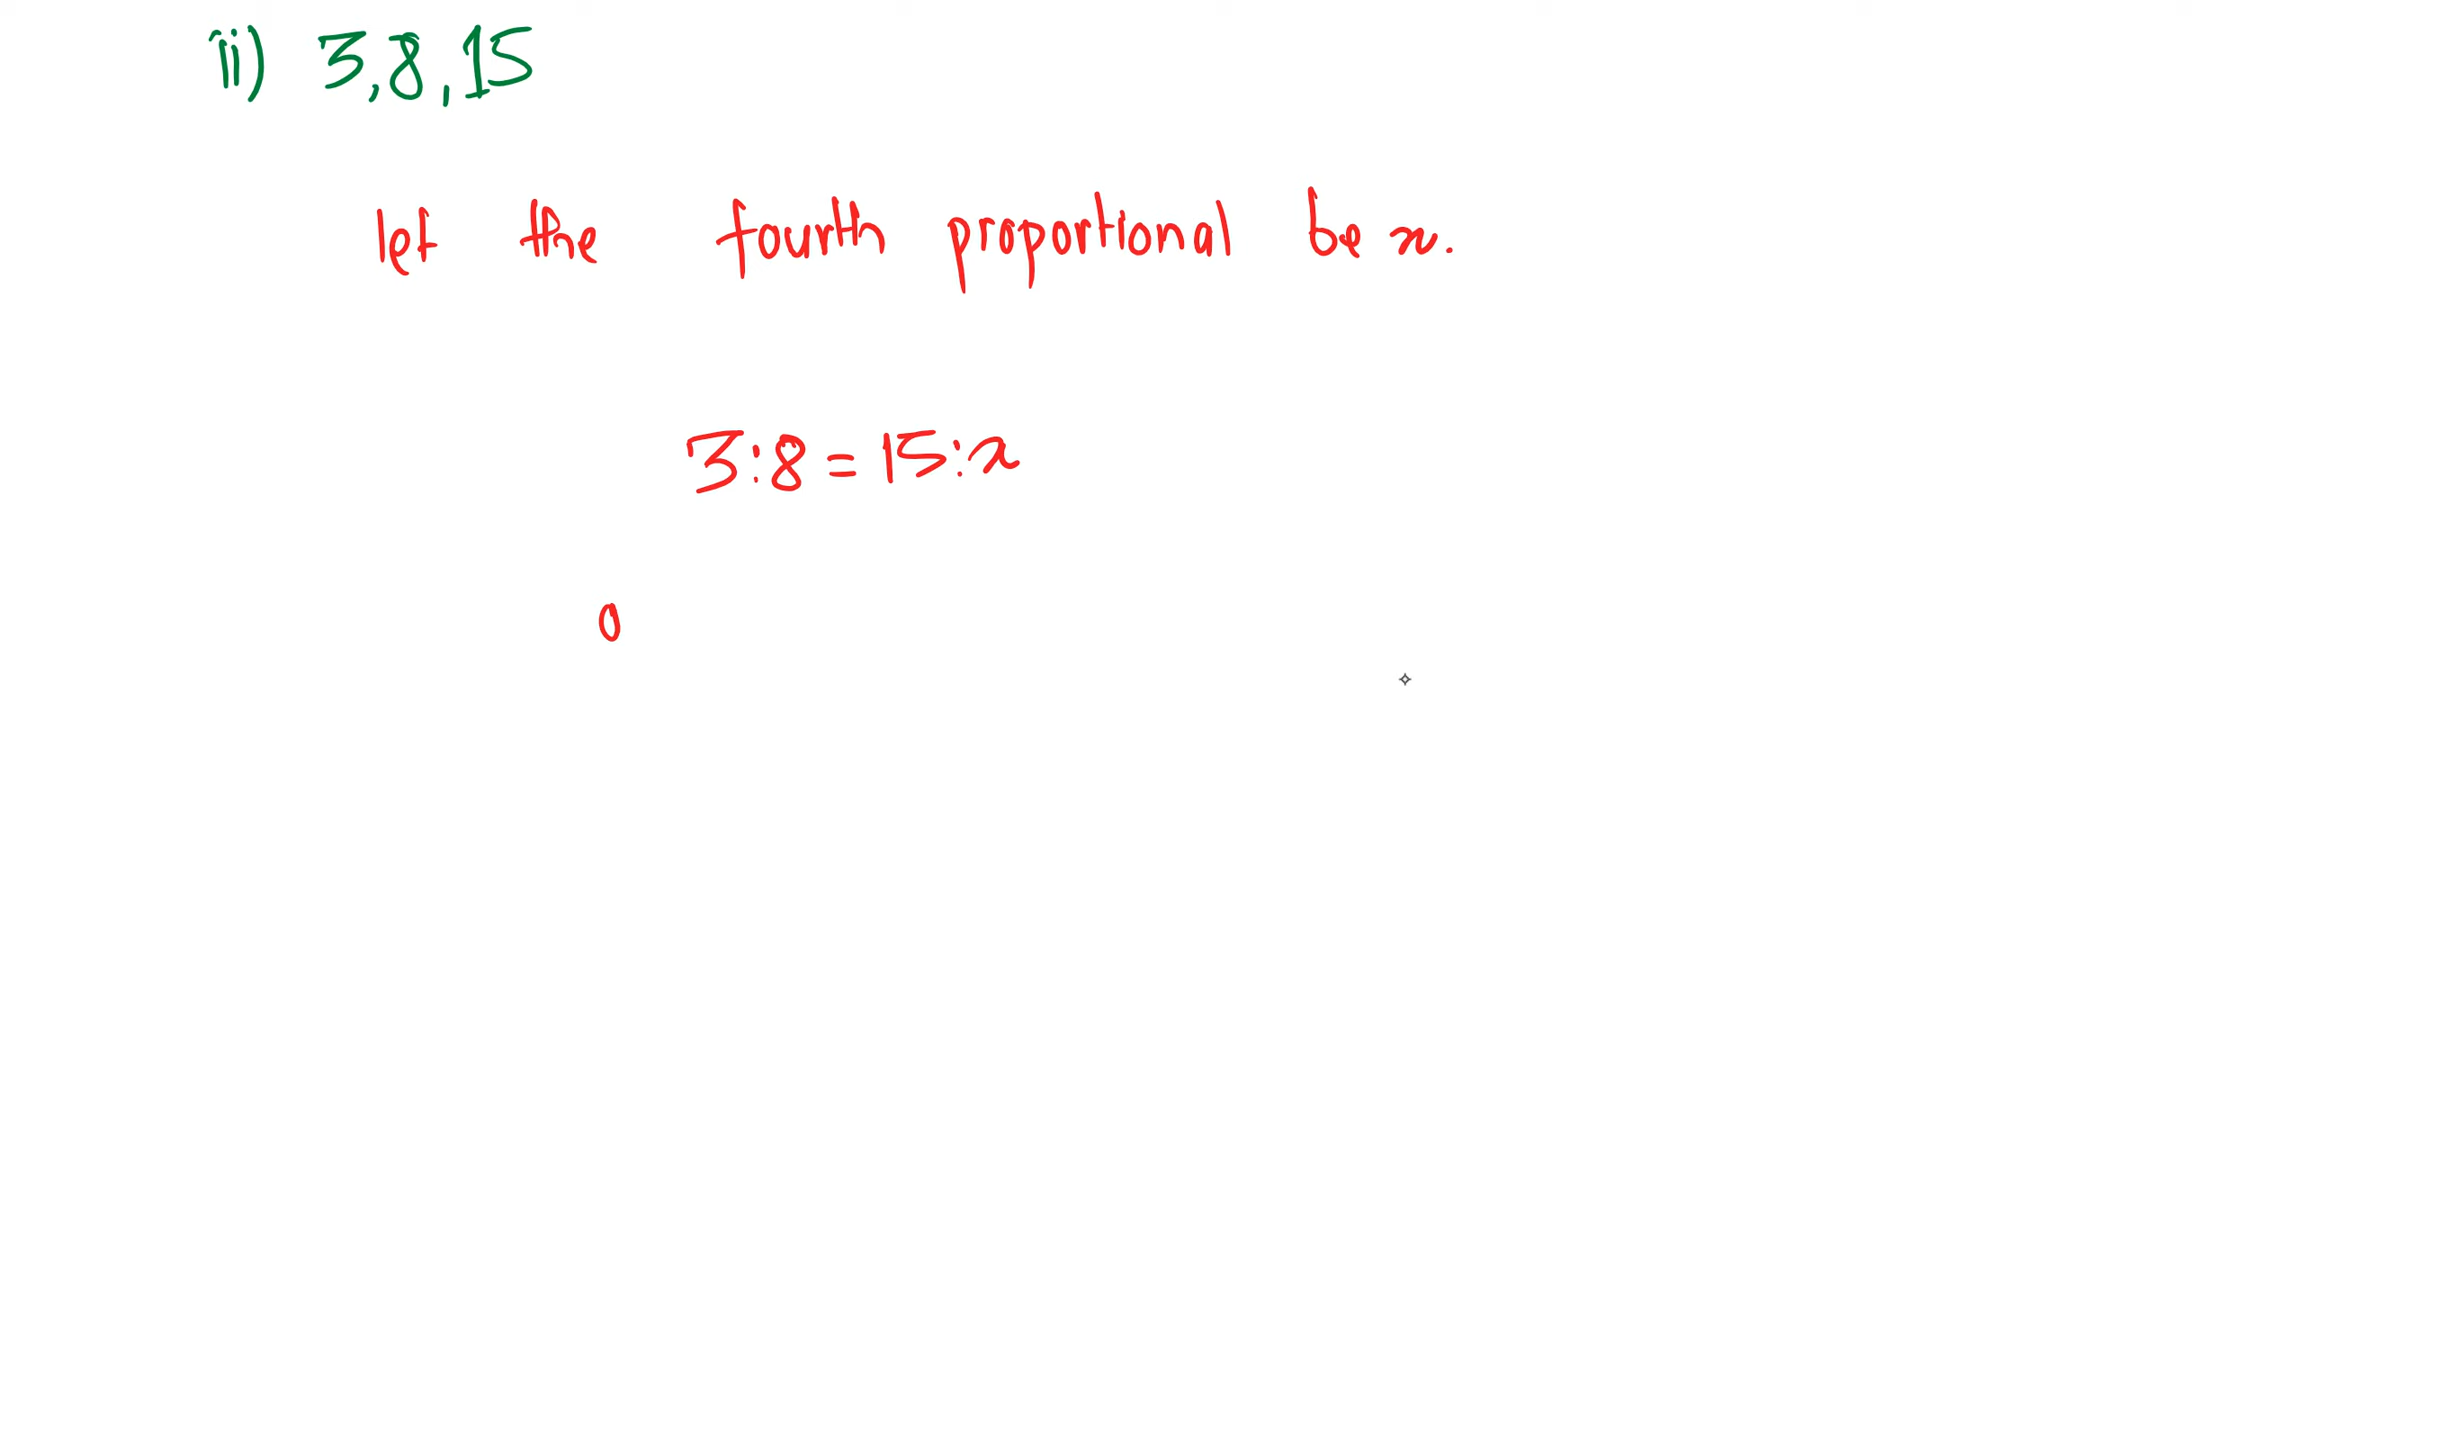 ii) 3,8,15
let the fourth proportional be x.
3:8=15:x
0